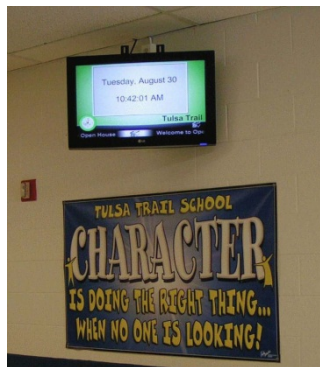 Tuesday, August 30
10:42:01 AM
Tulsa Trail
Open House
Welcome to Ope
TULSA TRAIL SCHOOL
CHARACTER
IS DOING THE RIGHT THING...
WHEN NO ONE IS LOOKING!